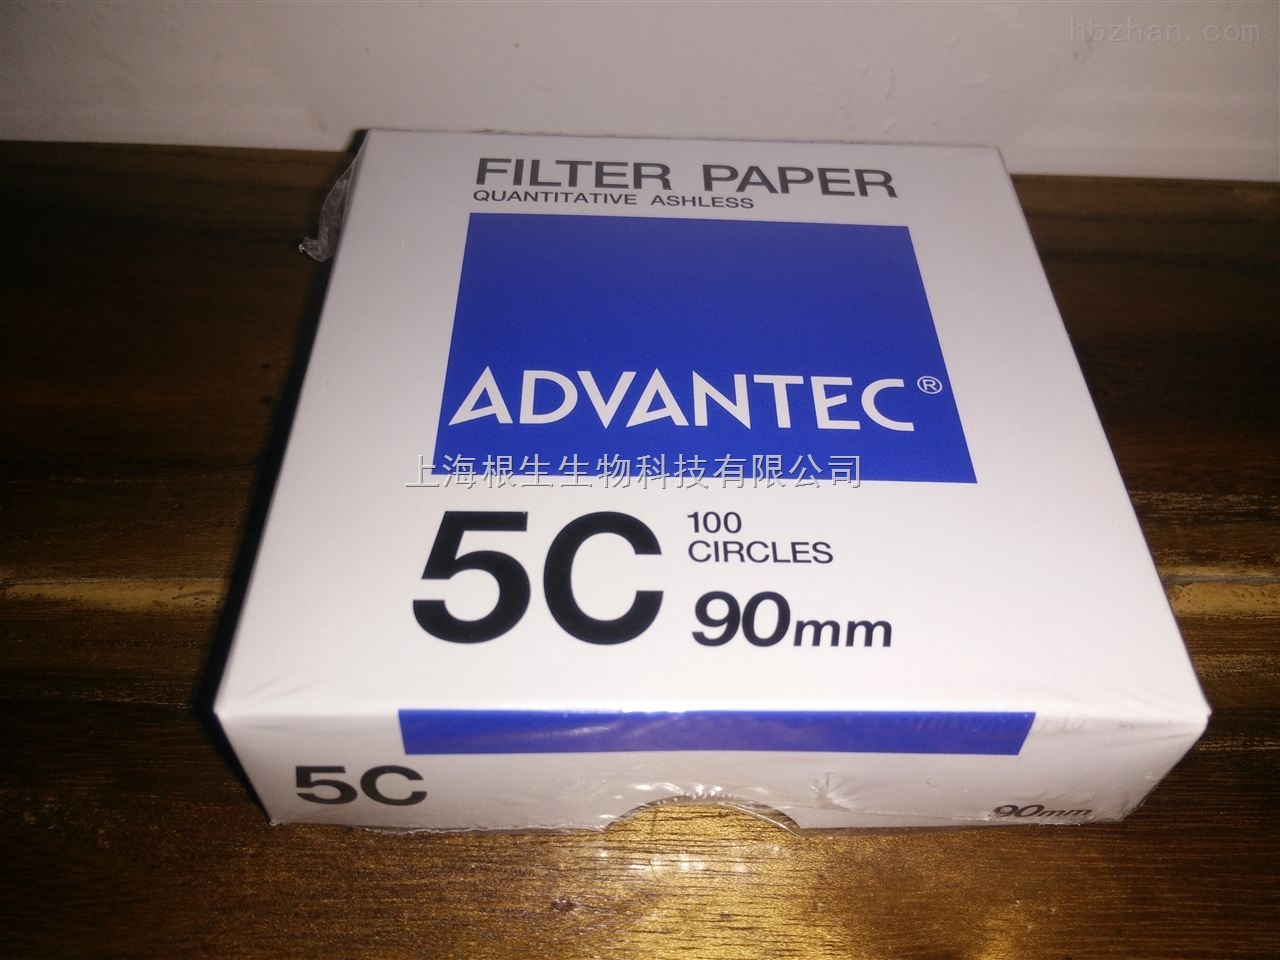 hbzhan.com
FILTER PAPER
QUANTITATIVE ASHLESS
ADVANTEC®
上海根生生物科技有限公司
5C
100
CIRCLES
90mm
5C
90mm